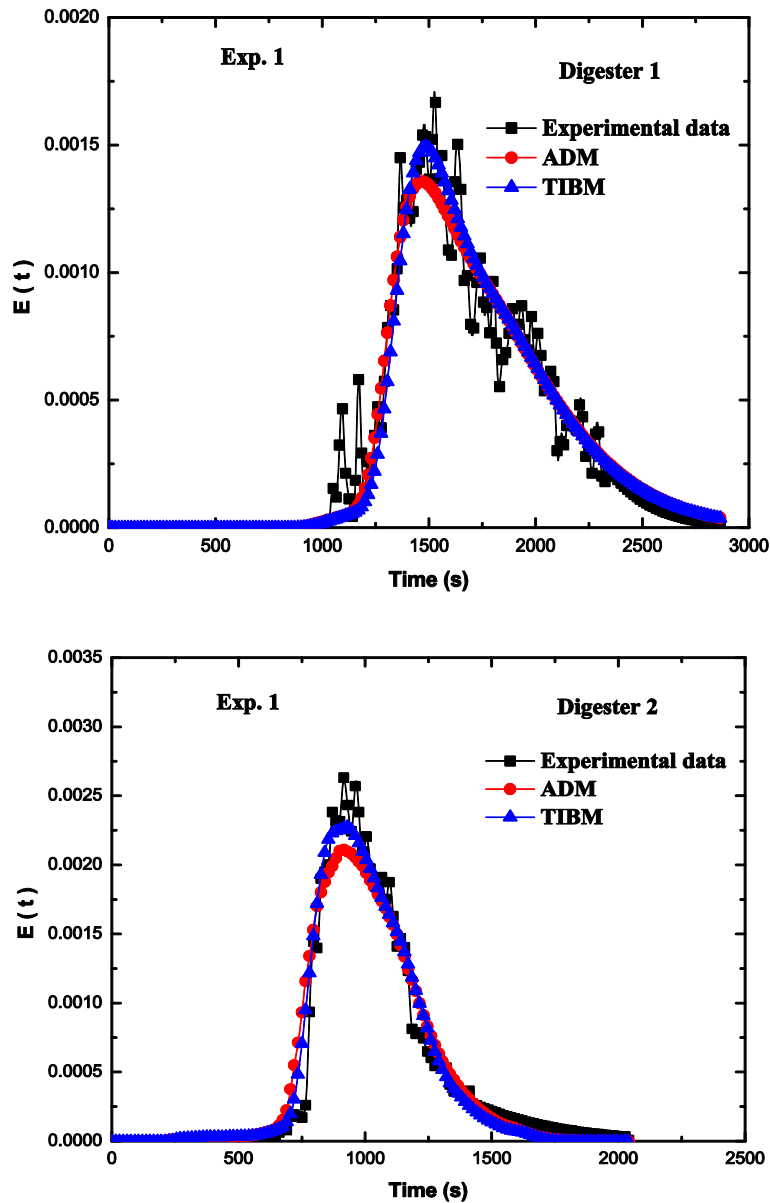 0.0020
Exp. 1
Digester 1
Experimental data
ADM
TIBM
0.0015
0.0010
0.0005
0.0000
E ( t )
0
500
1000
1500
2000
2500
3000
Time (s)
0.0035
Exp. 1
Digester 2
Experimental data
ADM
TIBM
0.0030
0.0025
0.0020
0.0015
0.0010
0.0005
0.0000
E ( t )
0
500
1000
1500
2000
2500
Time (s)